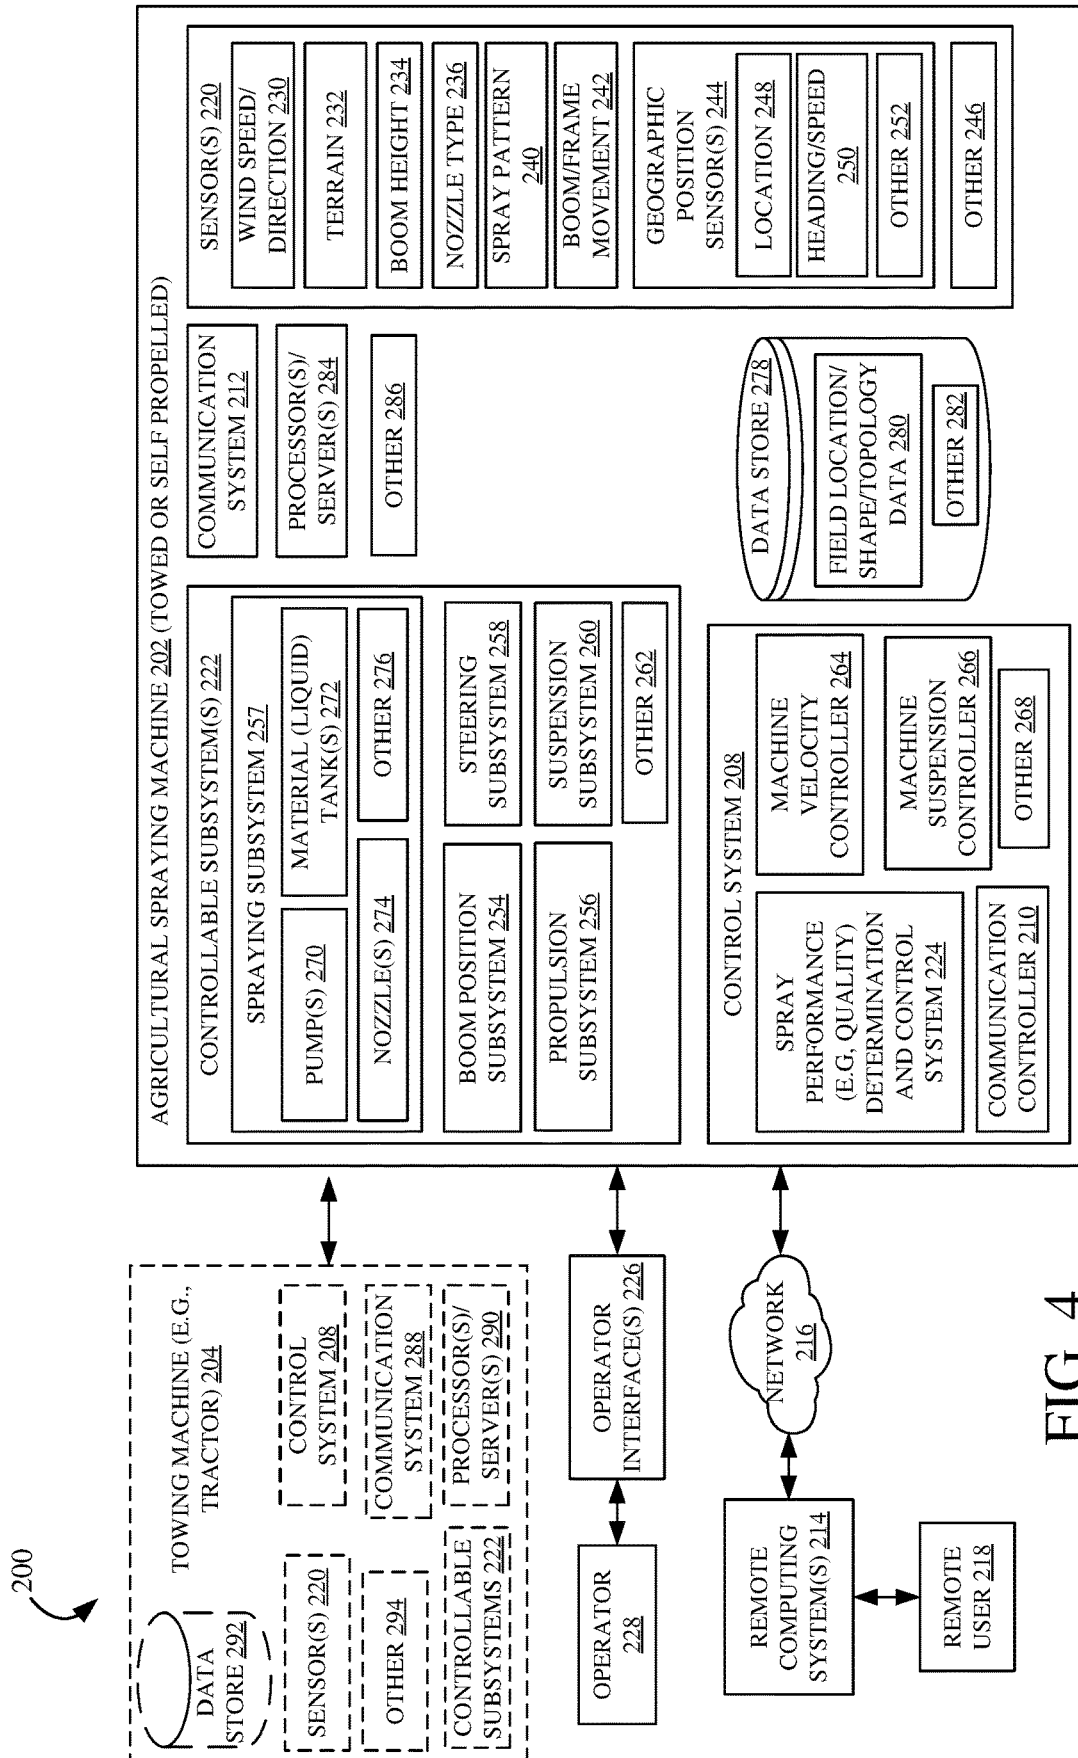 200
TOWING MACHINE (E.G.,
TRACTOR) 204
DATA
STORE 292
SENSOR(S) 220
CONTROL
SYSTEM 208
OTHER 294
COMMUNICATION
SYSTEM 288
CONTROLLABLE
SUBSYSTEMS 222
PROCESSOR(S)/
SERVER(S) 290
OPERATOR
228
OPERATOR
INTERFACE(S) 226
REMOTE
COMPUTING
SYSTEM(S) 214
NETWORK
216
REMOTE
USER 218
AGRICULTURAL SPRAYING MACHINE 202 (TOWED OR SELF PROPELLED)
CONTROLLABLE SUBSYSTEM(S) 222
SPRAYING SUBSYSTEM 257
PUMP(S) 270
MATERIAL (LIQUID)
TANK(S) 272
NOZZLE(S) 274
OTHER 276
BOOM POSITION
SUBSYSTEM 254
STEERING
SUBSYSTEM 258
PROPULSION
SUBSYSTEM 256
SUSPENSION
SUBSYSTEM 260
OTHER 262
COMMUNICATION
SYSTEM 212
PROCESSOR(S)/
SERVER(S) 284
OTHER 286
SENSOR(S) 220
WIND SPEED/
DIRECTION 230
TERRAIN 232
BOOM HEIGHT 234
NOZZLE TYPE 236
SPRAY PATTERN
240
BOOM/FRAME
MOVEMENT 242
GEOGRAPHIC
POSITION
SENSOR(S) 244
LOCATION 248
HEADING/SPEED
250
OTHER 252
OTHER 246
CONTROL SYSTEM 208
SPRAY
PERFORMANCE
(E.G, QUALITY)
DETERMINATION
AND CONTROL
SYSTEM 224
MACHINE
VELOCITY
CONTROLLER 264
MACHINE
SUSPENSION
CONTROLLER 266
COMMUNICATION
CONTROLLER 210
OTHER 268
DATA STORE 278
FIELD LOCATION/
SHAPE/TOPOLOGY
DATA 280
OTHER 282
FIG. 4